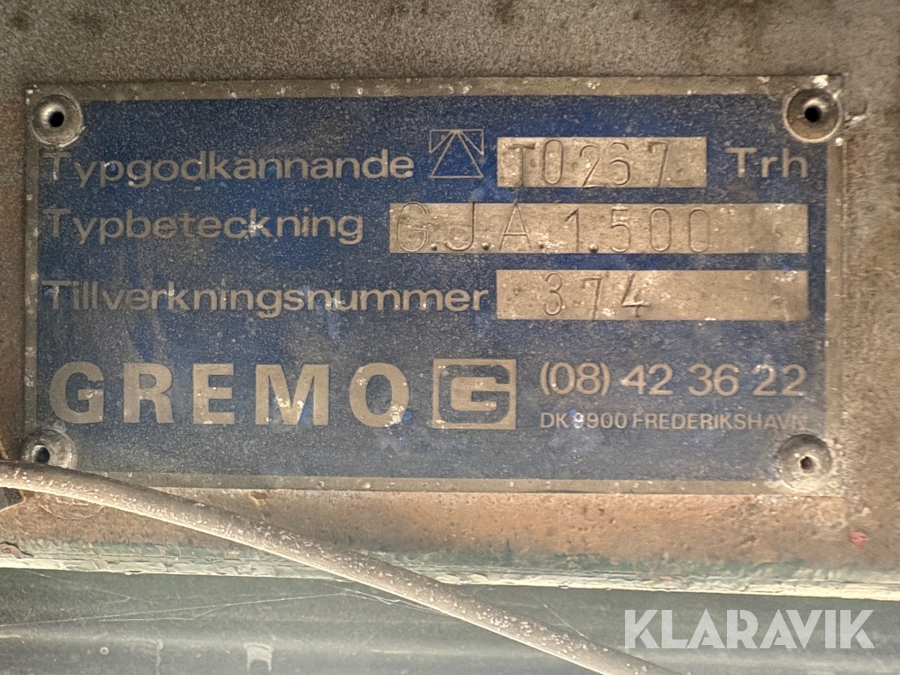 Typgodkännande T0267 Trh
Typbeteckning G.J.A. 1.500
Tillverkningsnummer 374
GREMO G (08) 42 36 22
DK 9900 FREDERIKSHAVN
KLARAVIK